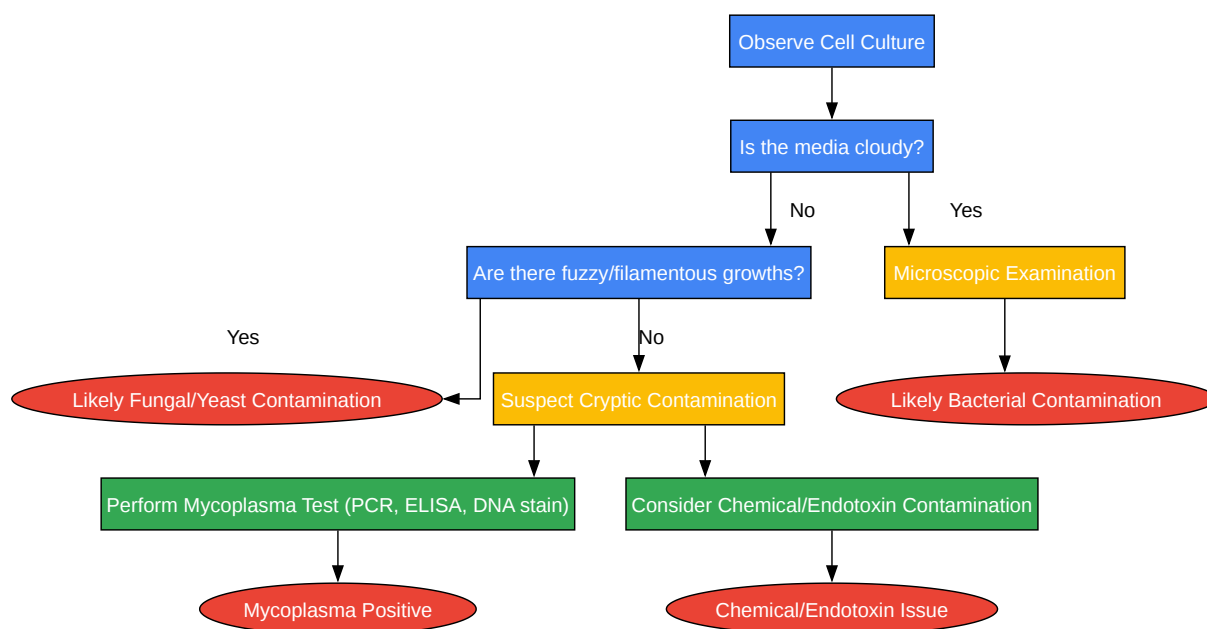 Observe Cell Culture
Is the media cloudy?
No
Yes
Are there fuzzy/filamentous growths?
Microscopic Examination
Yes
No
Likely Fungal/Yeast Contamination
Suspect Cryptic Contamination
Likely Bacterial Contamination
Perform Mycoplasma Test (PCR, ELISA, DNA stain)
Consider Chemical/Endotoxin Contamination
Mycoplasma Positive
Chemical/Endotoxin Issue